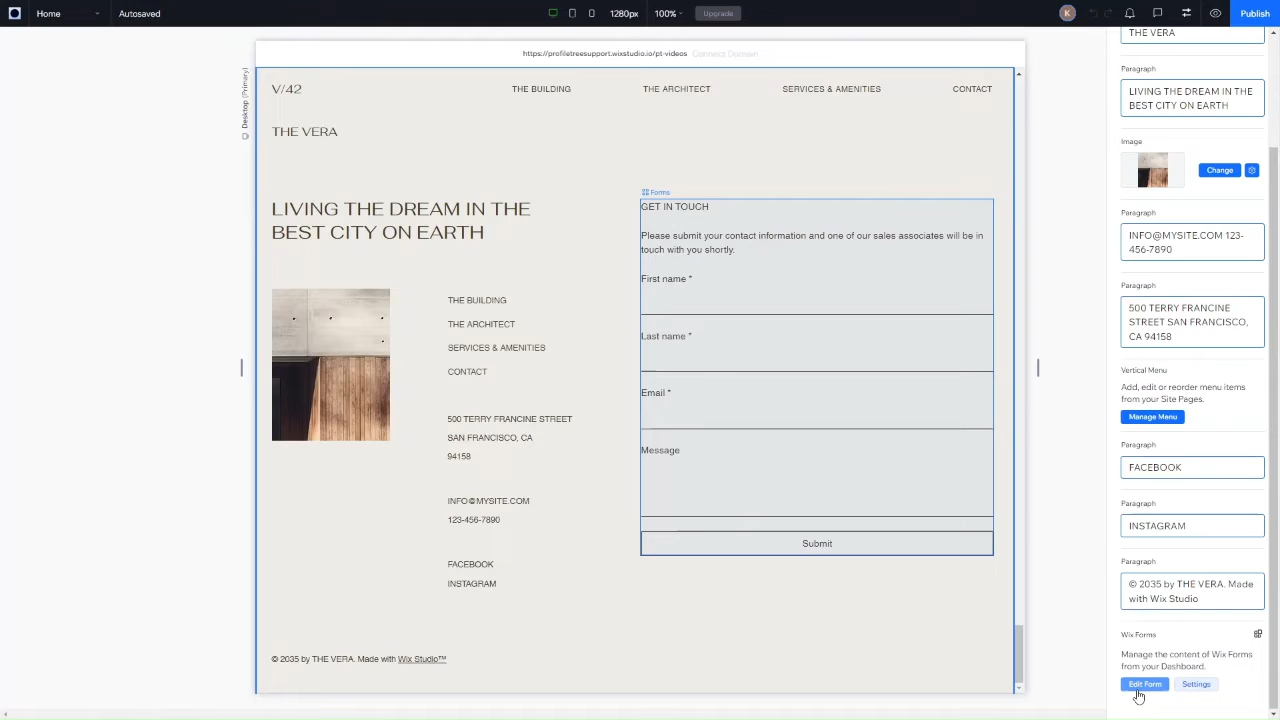 Home
Autosaved
1280px
100%
Upgrade
K
Publish
https://profiletreesupport.wixstudio.io/pt-videos
Connect Domain
Desktop (Primary)
V/42
THE BUILDING
THE ARCHITECT
SERVICES & AMENITIES
CONTACT
THE VERA
LIVING THE DREAM IN THE
BEST CITY ON EARTH
THE BUILDING
THE ARCHITECT
SERVICES & AMENITIES
CONTACT
500 TERRY FRANCINE STREET
SAN FRANCISCO, CA
94158
INFO@MYSITE.COM
123-456-7890
FACEBOOK
INSTAGRAM
© 2035 by THE VERA. Made with Wix Studio™
Forms
GET IN TOUCH
Please submit your contact information and one of our sales associates will be in
touch with you shortly.
First name *
Last name *
Email *
Message
Submit
THE VERA
Paragraph
LIVING THE DREAM IN THE
BEST CITY ON EARTH
Image
Change
Paragraph
INFO@MYSITE.COM 123-
456-7890
Paragraph
500 TERRY FRANCINE
STREET SAN FRANCISCO,
CA 94158
Vertical Menu
Add, edit or reorder menu items
from your Site Pages.
Manage Menu
Paragraph
FACEBOOK
Paragraph
INSTAGRAM
Paragraph
© 2035 by THE VERA. Made
with Wix Studio
Wix Forms
Manage the content of Wix Forms
from your Dashboard.
Edit Form
Settings